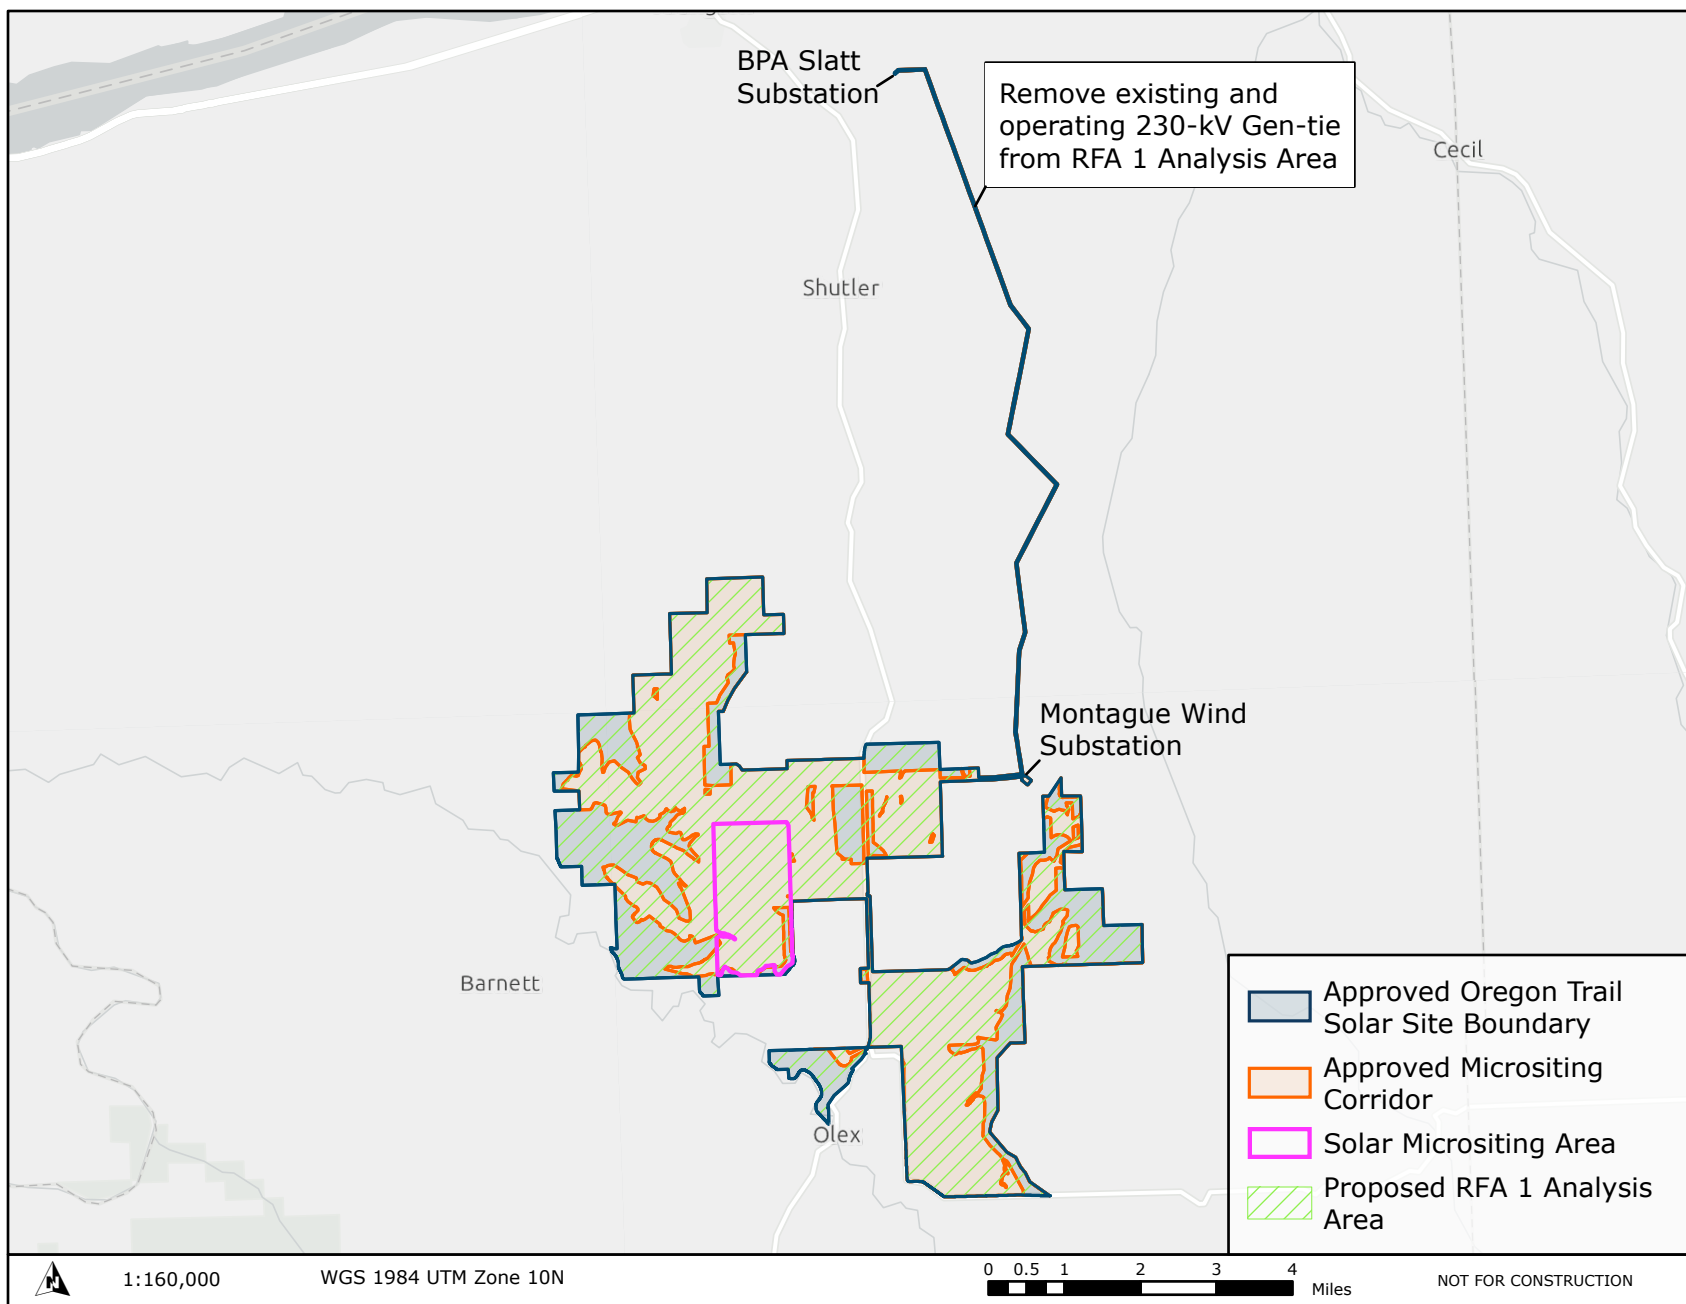 BPA Slatt
Substation
Remove existing and
operating 230-kV Gen-tie
from RFA 1 Analysis Area
Cecil
Shutler
Montague Wind
Substation
Barnett
Olex
Approved Oregon Trail
Solar Site Boundary
Approved Micrositing
Corridor
Solar Micrositing Area
Proposed RFA 1 Analysis
Area
N
1:160,000
WGS 1984 UTM Zone 10N
0 0.5 1 2 3 4
Miles
NOT FOR CONSTRUCTION